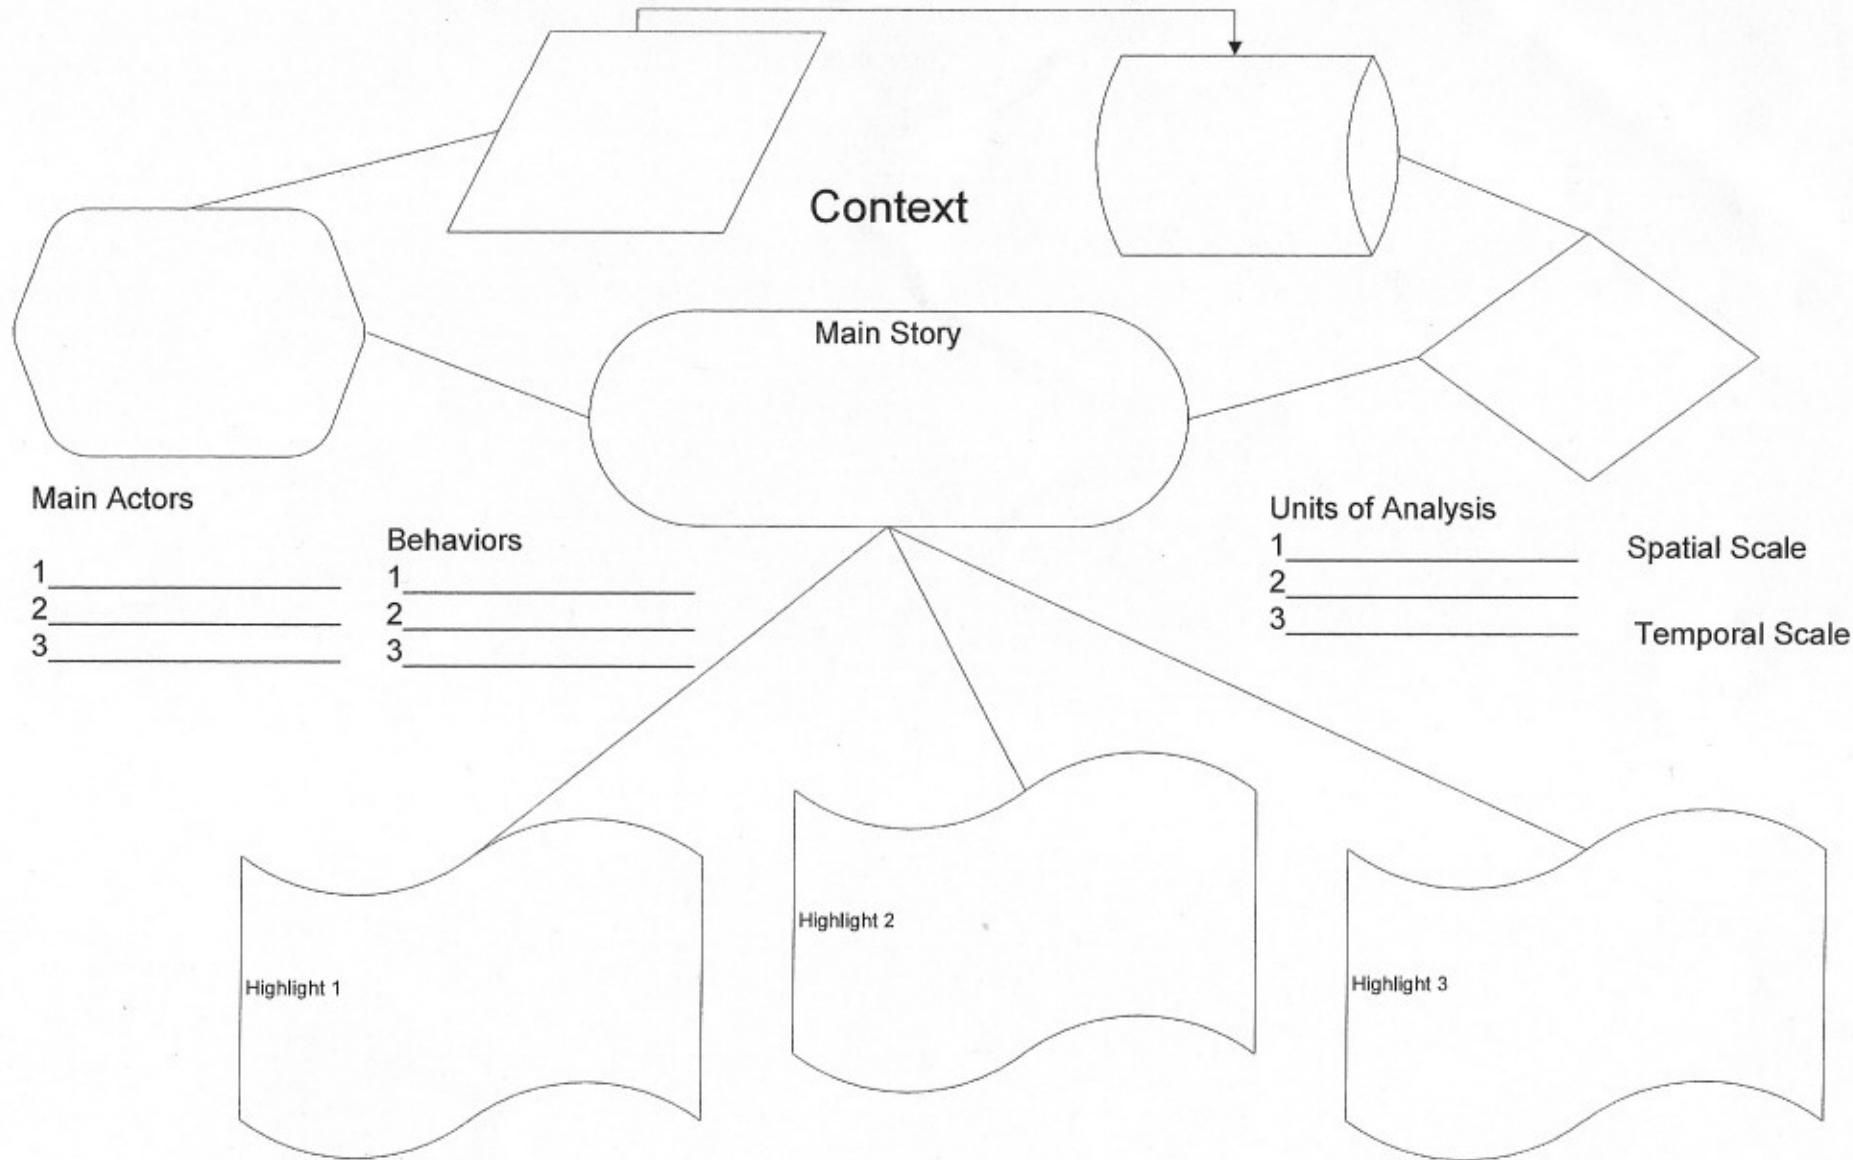 Context
Main Story
Main Actors
1
2
3
Behaviors
1
2
3
Units of Analysis
1
2
3
Spatial Scale
Temporal Scale
Highlight 1
Highlight 2
Highlight 3